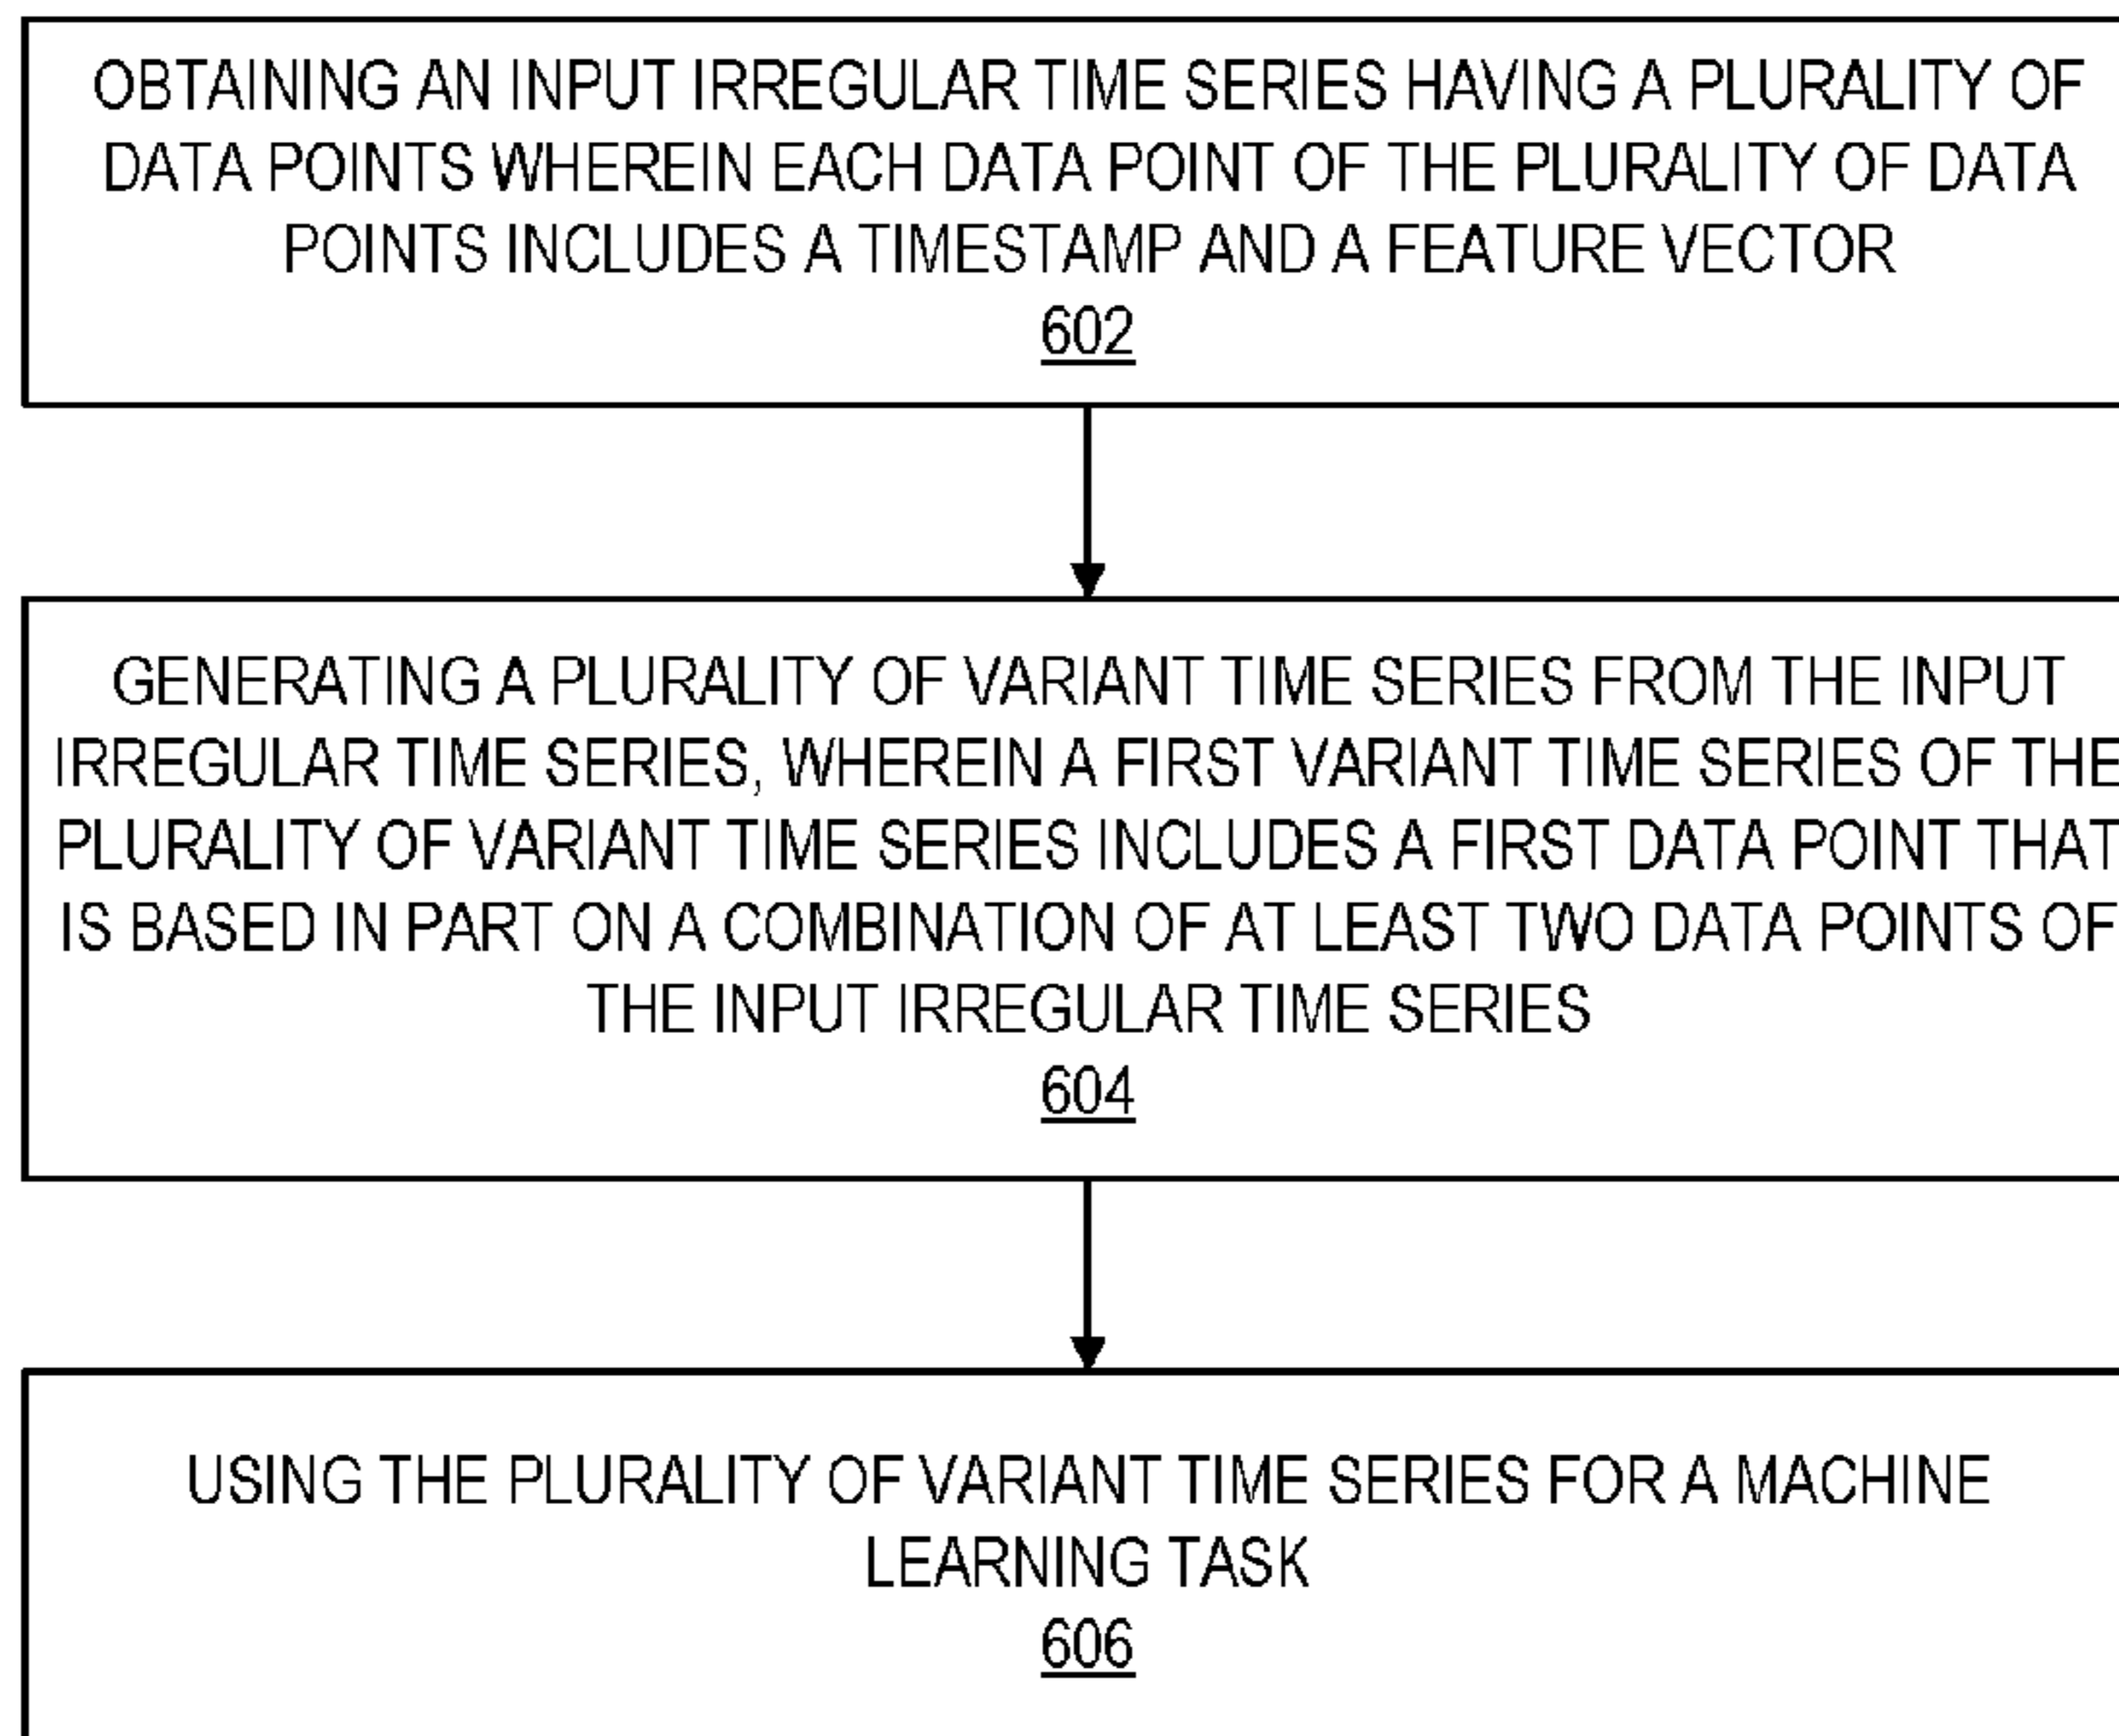 OBTAINING AN INPUT IRREGULAR TIME SERIES HAVING A PLURALITY OF
DATA POINTS WHEREIN EACH DATA POINT OF THE PLURALITY OF DATA
POINTS INCLUDES A TIMESTAMP AND A FEATURE VECTOR
602
GENERATING A PLURALITY OF VARIANT TIME SERIES FROM THE INPUT
IRREGULAR TIME SERIES, WHEREIN A FIRST VARIANT TIME SERIES OF THE
PLURALITY OF VARIANT TIME SERIES INCLUDES A FIRST DATA POINT THAT
IS BASED IN PART ON A COMBINATION OF AT LEAST TWO DATA POINTS OF
THE INPUT IRREGULAR TIME SERIES
604
USING THE PLURALITY OF VARIANT TIME SERIES FOR A MACHINE
LEARNING TASK
606